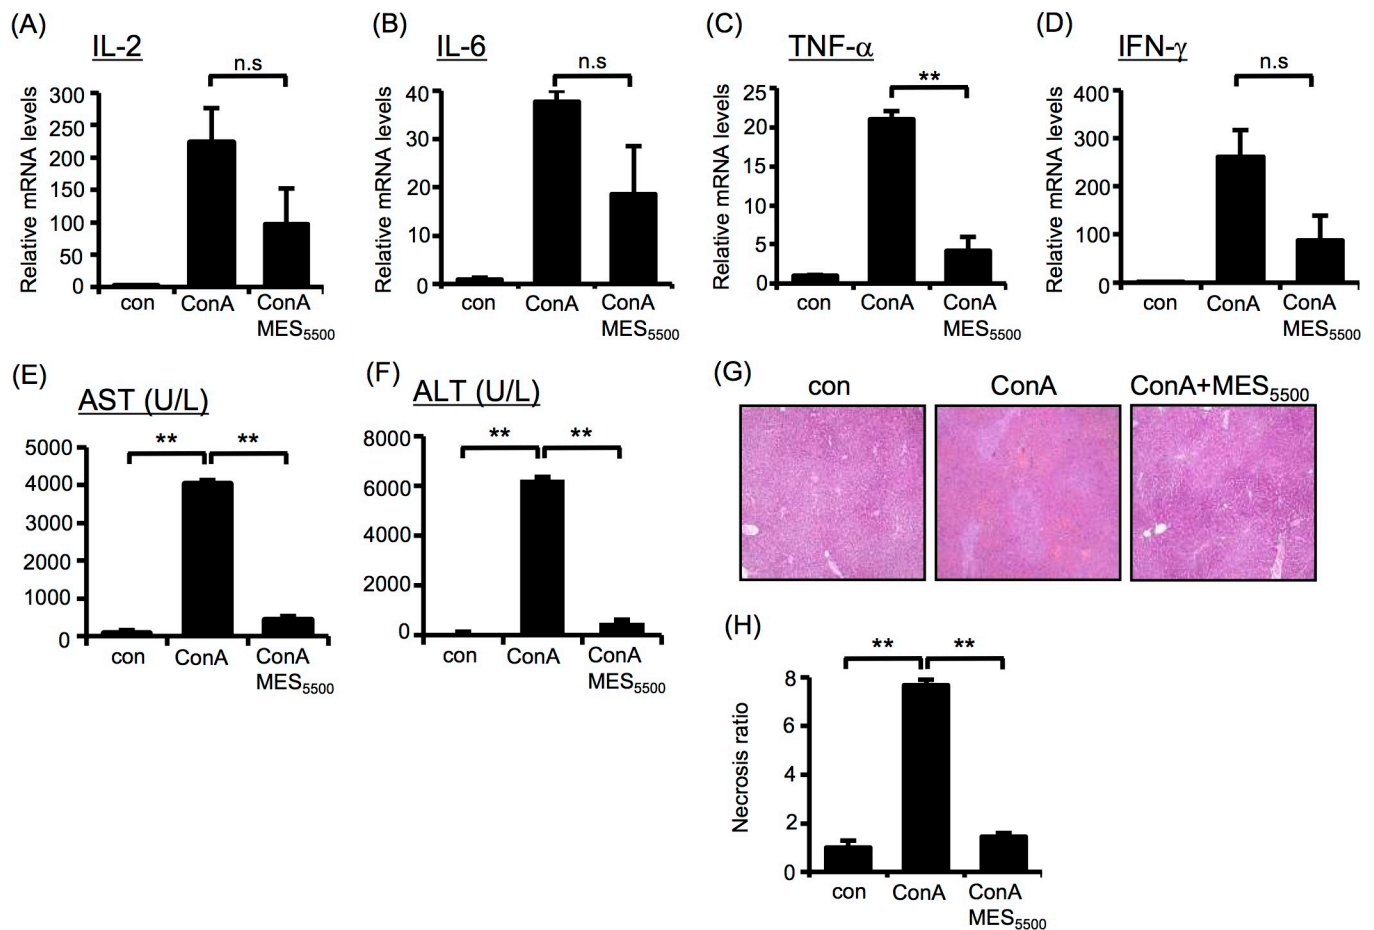 (A)
IL-2
n.s
Relative mRNA levels
300
250
200
150
100
50
0
con
ConA
ConA
MES5500
(B)
IL-6
n.s
Relative mRNA levels
40
30
20
10
0
con
ConA
ConA
MES5500
(C)
TNF-α
**
Relative mRNA levels
25
20
15
10
5
0
con
ConA
ConA
MES5500
(D)
IFN-γ
n.s
Relative mRNA levels
400
300
200
100
0
con
ConA
ConA
MES5500
(E)
AST (U/L)
**
**
5000
4000
3000
2000
1000
0
con
ConA
ConA
MES5500
(F)
ALT (U/L)
**
**
8000
6000
4000
2000
0
con
ConA
ConA
MES5500
(G)
con
ConA
ConA+MES5500
(H)
**
**
Necrosis ratio
8
6
4
2
0
con
ConA
ConA
MES5500